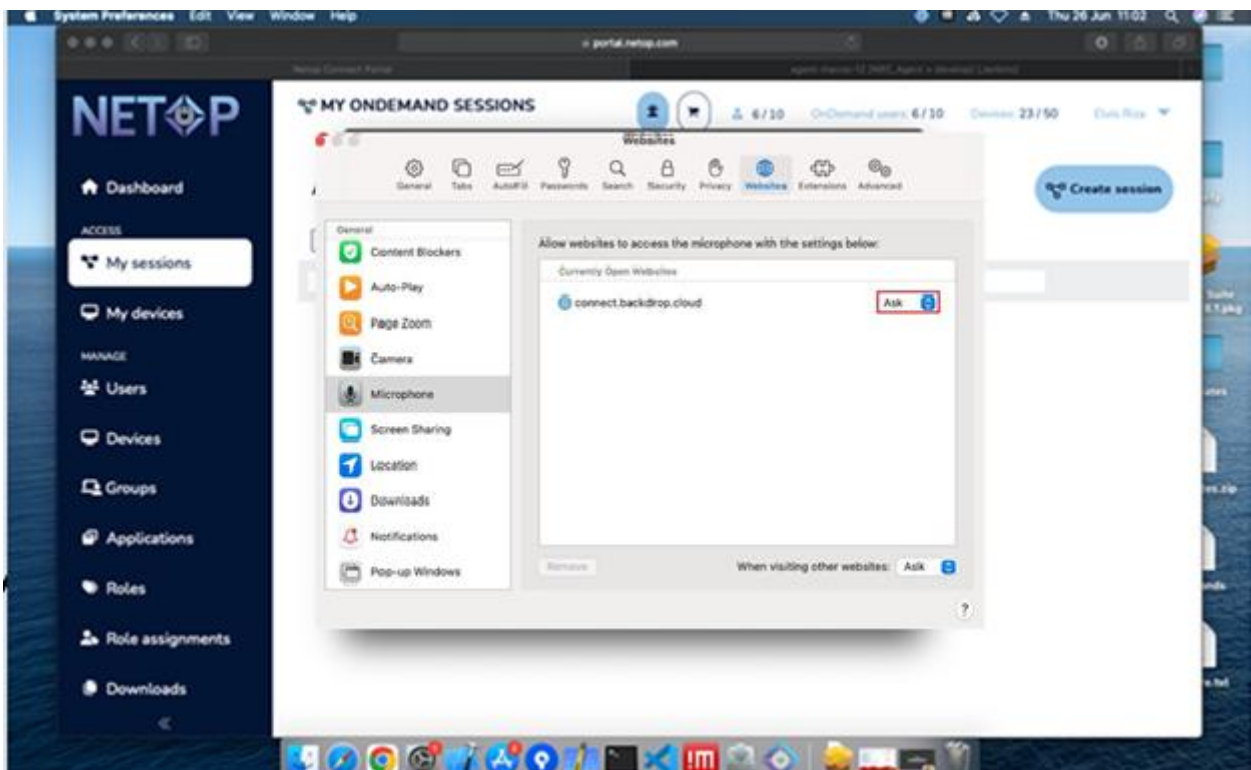 System Preferences Edit View Window Help Thu 26 Jun 11:02
portal.netop.com
Netop Connect Portal
NETOP
MY ONDEMAND SESSIONS 6/10 OnDemand users: 6/10 Devices: 23/50
Websites
General Tabs AutoFill Passwords Search Security Privacy Websites Extensions Advanced
Dashboard
Create session
ACCESS
My sessions
My devices
MANAGE
Users
Devices
Groups
Applications
Roles
Role assignments
Downloads
General
Content Blockers
Auto-Play
Page Zoom
Camera
Microphone
Screen Sharing
Location
Downloads
Notifications
Pop-up Windows
Allow websites to access the microphone with the settings below:
Currently Open Websites
connect.backdrop.cloud Ask
Remove When visiting other websites: Ask
?